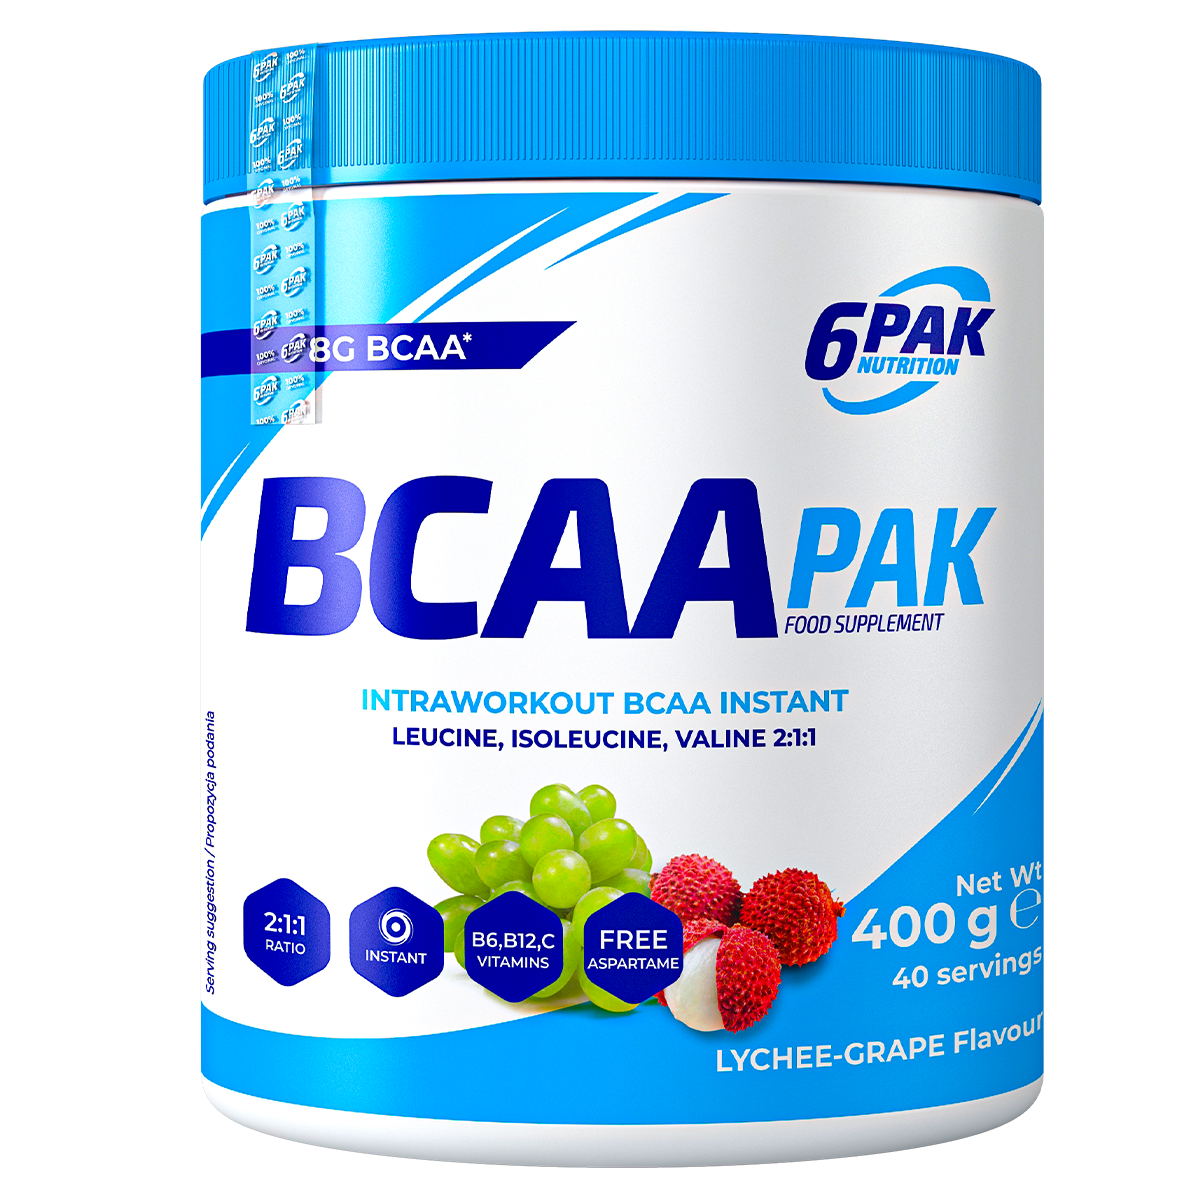 8G BCAA*
6PAK
NUTRITION
BCAA PAK
FOOD SUPPLEMENT
INTRAWORKOUT BCAA INSTANT
LEUCINE, ISOLEUCINE, VALINE 2:1:1
Serving suggestion / Propozycja podania
2:1:1
RATIO
INSTANT
B6,B12,C
VITAMINS
FREE
ASPARTAME
Net Wt
400 g ℮
40 servings
LYCHEE-GRAPE Flavour